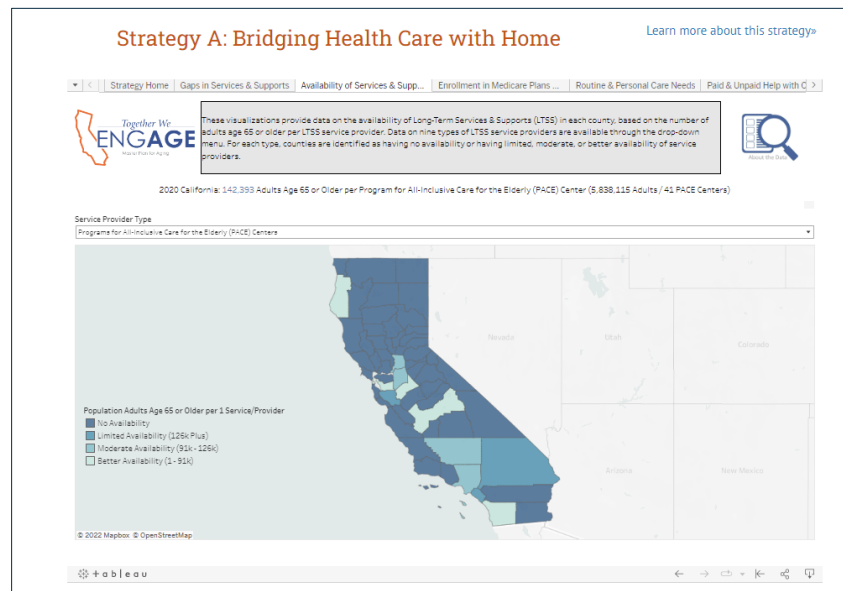 Strategy A: Bridging Health Care with Home
Learn more about this strategy»
Strategy Home
Gaps in Services & Supports
Availability of Services & Supp...
Enrollment in Medicare Plans ...
Routine & Personal Care Needs
Paid & Unpaid Help with C
Together We
ENGAGE
These visualizations provide data on the availability of Long-Term Services & Supports (LTSS) in each county, based on the number of
adults age 65 or older per LTSS service provider. Data on nine types of LTSS service providers are available through the drop-down
menu. For each type, counties are identified as having no availability or having limited, moderate, or better availability of service
providers.
About the Data
2020 California: 142,393 Adults Age 65 or Older per Program for All-Inclusive Care for the Elderly (PACE) Center (5,838,115 Adults / 41 PACE Centers)
Service Provider Type
Programs for All-Inclusive Care for the Elderly (PACE) Centers
Nevada
Utah
Colorado
Arizona
New Mexico
Population Adults Age 65 or Older per 1 Service/Provider
No Availability
Limited Availability (126k Plus)
Moderate Availability (91k - 126k)
Better Availability (1 - 91k)
© 2022 Mapbox © OpenStreetMap
+ableau